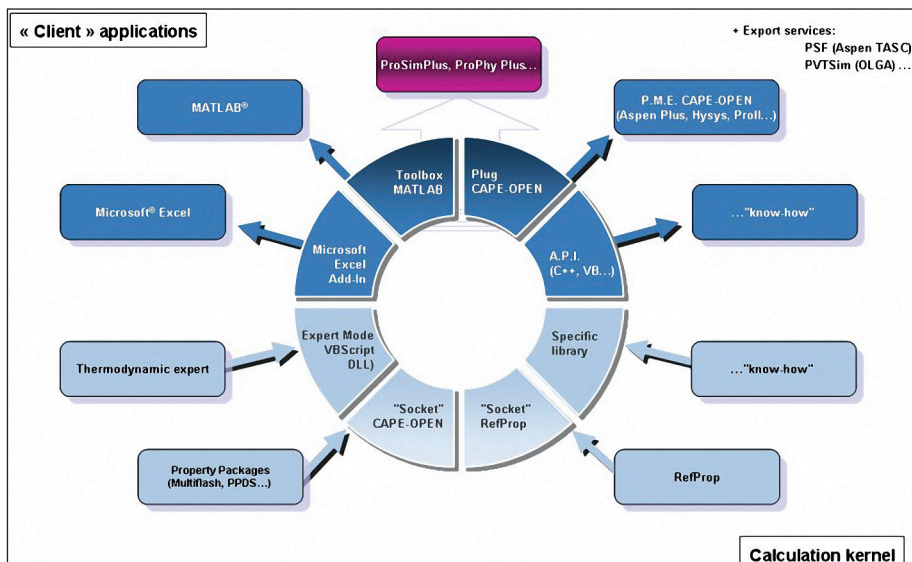 « Client » applications
+ Export services:
PSF (Aspen TASC)
PVTSim (OLGA) ...
ProSimPlus, ProPhy Plus...
MATLAB®
P.M.E. CAPE-OPEN
(Aspen Plus, Hysys, ProII...)
Toolbox
MATLAB
Plug
CAPE-OPEN
Microsoft® Excel
..."know-how"
Microsoft
Excel
Add-In
A.P.I.
(C++, VB...)
Expert Mode
VBScript
DLL)
Specific
library
Thermodynamic expert
..."know-how"
"Socket"
CAPE-OPEN
"Socket"
RefProp
Property Packages
(Multiflash, PPDS...)
RefProp
Calculation kernel